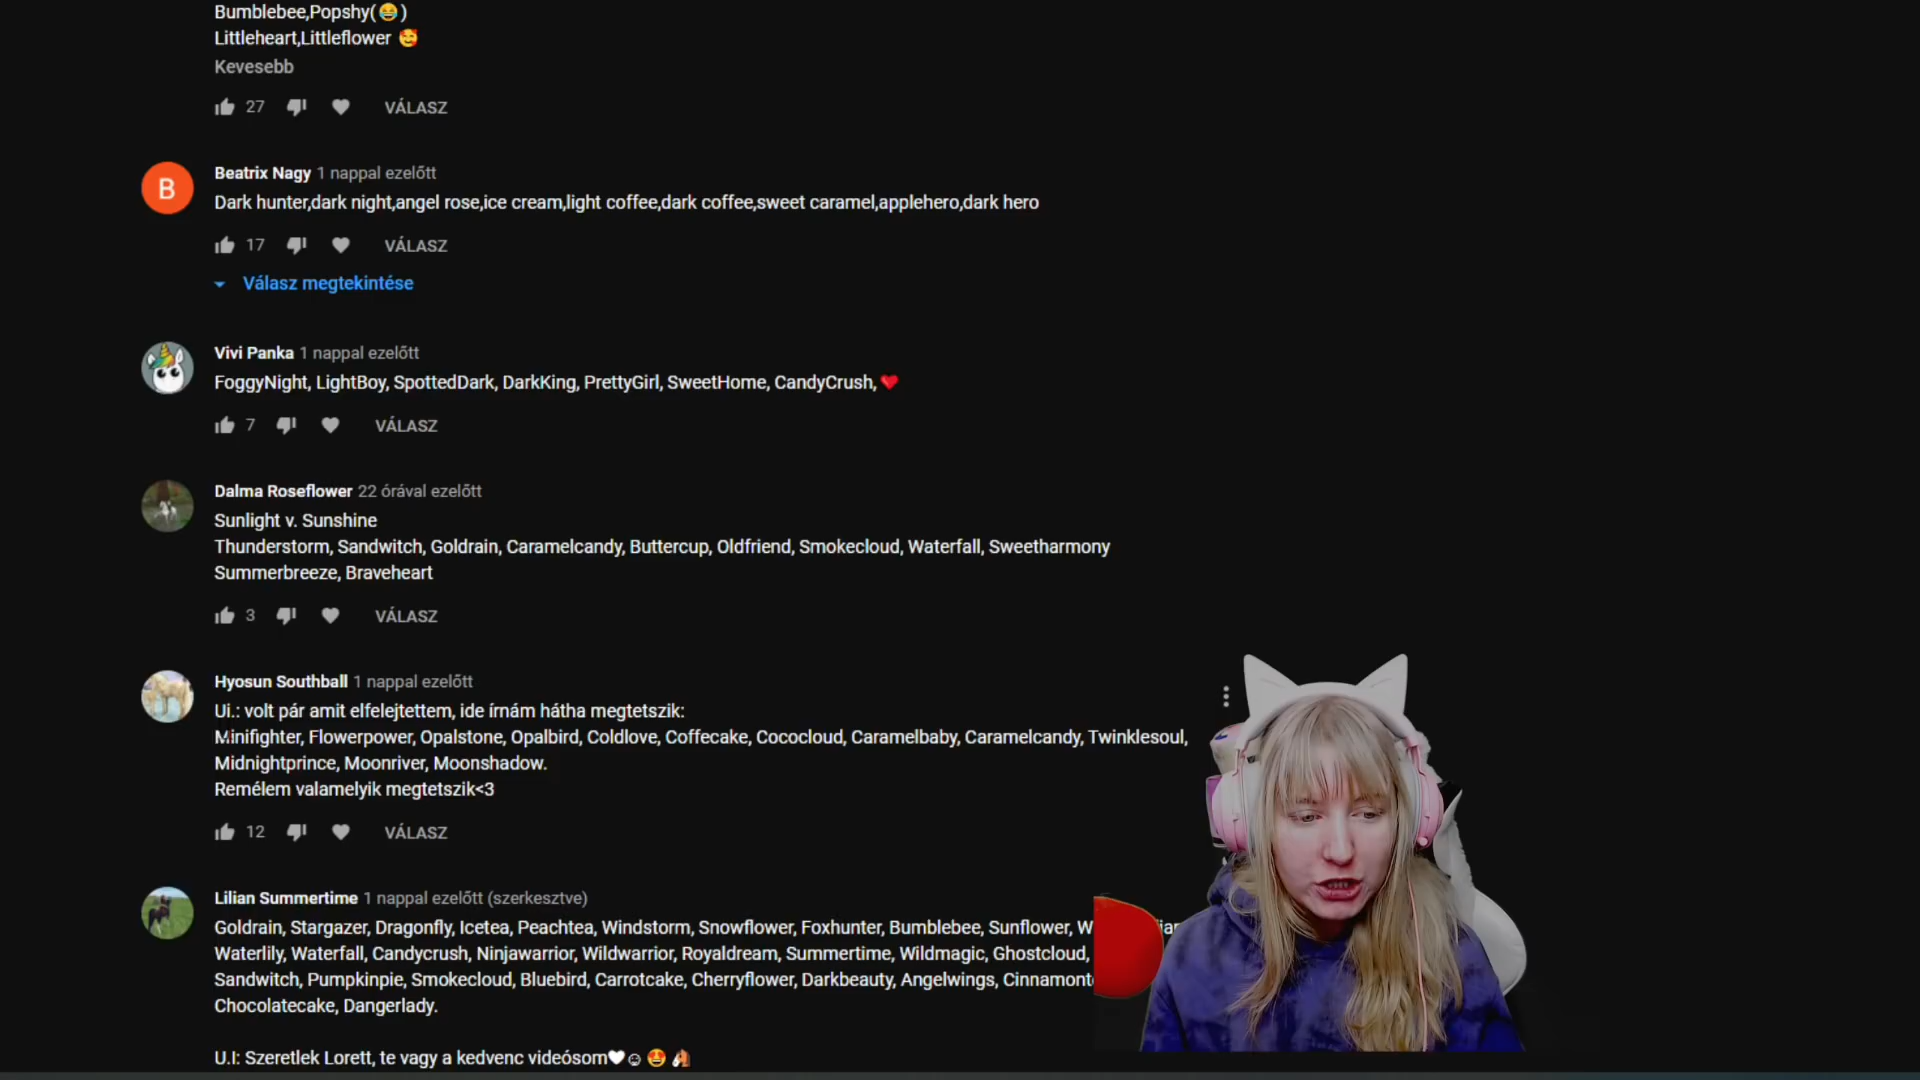 Bumblebee,Popshy(😂)
Littleheart,Littleflower 🥰
Kevesebb
27 VÁLASZ
B
Beatrix Nagy 1 nappal ezelőtt
Dark hunter,dark night,angel rose,ice cream,light coffee,dark coffee,sweet caramel,applehero,dark hero
17 VÁLASZ
Válasz megtekintése
Vivi Panka 1 nappal ezelőtt
FoggyNight, LightBoy, SpottedDark, DarkKing, PrettyGirl, SweetHome, CandyCrush, ❤️
7 VÁLASZ
Dalma Roseflower 22 órával ezelőtt
Sunlight v. Sunshine
Thunderstorm, Sandwitch, Goldrain, Caramelcandy, Buttercup, Oldfriend, Smokecloud, Waterfall, Sweetharmony
Summerbreeze, Braveheart
3 VÁLASZ
Hyosun Southball 1 nappal ezelőtt
Ui.: volt pár amit elfelejtettem, ide írnám hátha megtetszik:
Minifighter, Flowerpower, Opalstone, Opalbird, Coldlove, Coffecake, Cococloud, Caramelbaby, Caramelcandy, Twinklesoul,
Midnightprince, Moonriver, Moonshadow.
Remélem valamelyik megtetszik<3
12 VÁLASZ
Lilian Summertime 1 nappal ezelőtt (szerkesztve)
Goldrain, Stargazer, Dragonfly, Icetea, Peachtea, Windstorm, Snowflower, Foxhunter, Bumblebee, Sunflower,
Waterlily, Waterfall, Candycrush, Ninjawarrior, Wildwarrior, Royaldream, Summertime, Wildmagic, Ghostcloud,
Sandwitch, Pumpkinpie, Smokecloud, Bluebird, Carrotcake, Cherryflower, Darkbeauty, Angelwings,
Chocolatecake, Dangerlady.
U.I: Szeretlek Lorett, te vagy a kedvenc videósom🤍☺😍🐴